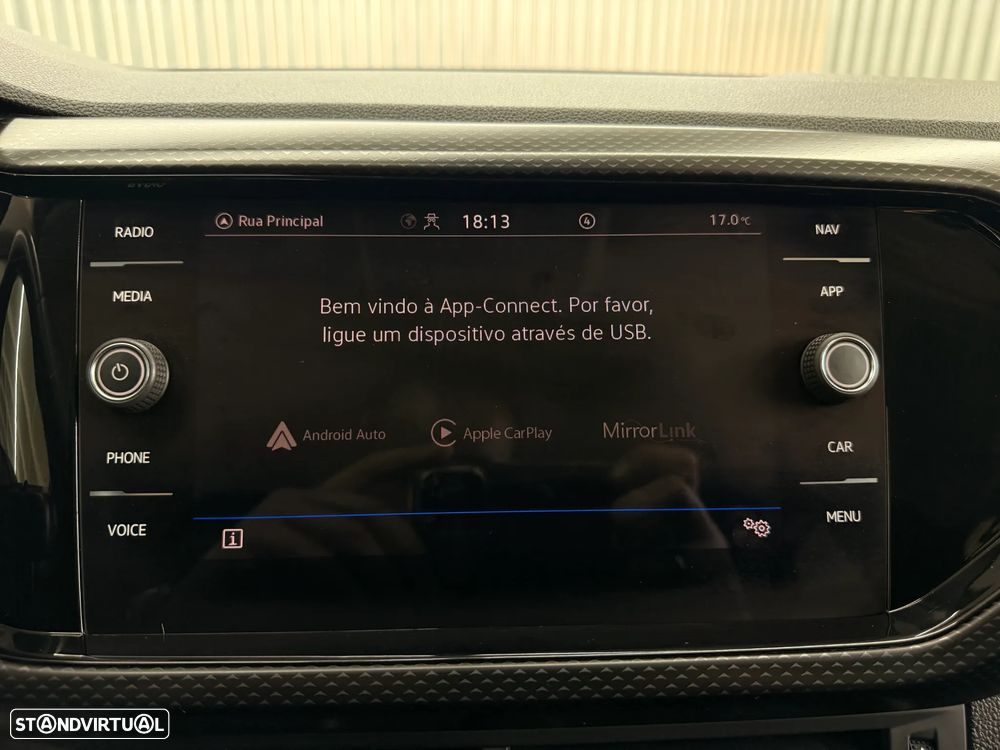 RADIO
MEDIA
PHONE
VOICE
Rua Principal
18:13
4
17.0°C
Bem vindo à App-Connect. Por favor,
ligue um dispositivo através de USB.
Android Auto
Apple CarPlay
MirrorLink
i
NAV
APP
CAR
MENU
STANDVIRTUAL